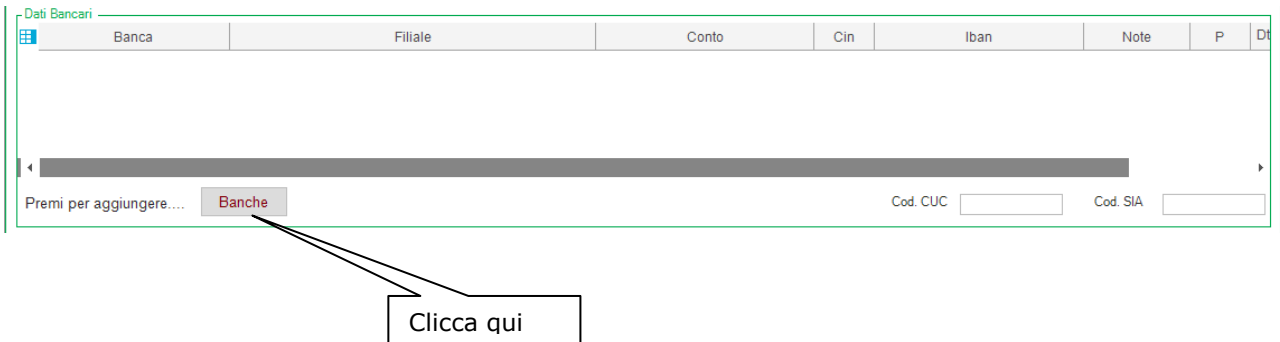 Dati Bancari
Banca Filiale Conto Cin Iban Note P Dt
Premi per aggiungere.... Banche Cod. CUC Cod. SIA
Clicca qui